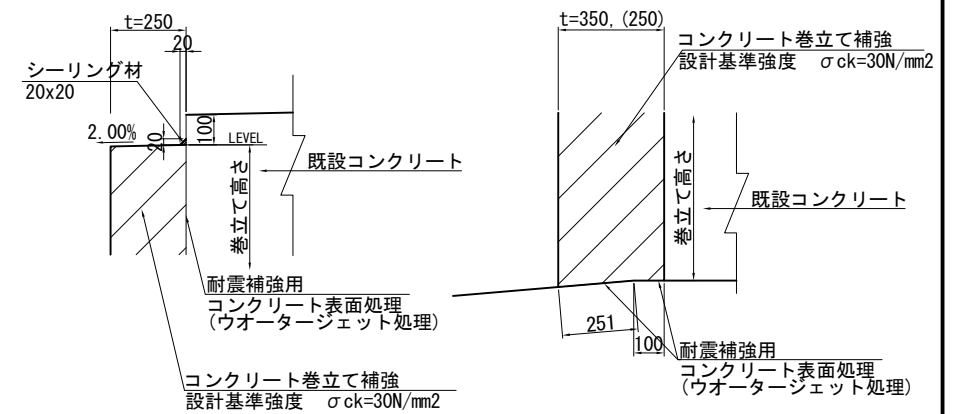 t=250
20
シーリング材
20x20
2.00%
20
100
LEVEL
巻立て高さ
既設コンクリート
耐震補強用
コンクリート表面処理
(ウオータージェット処理)
コンクリート巻立て補強
設計基準強度　σck=30N/mm2
t=350, (250)
コンクリート巻立て補強
設計基準強度　σck=30N/mm2
巻立て高さ
既設コンクリート
251
100
耐震補強用
コンクリート表面処理
(ウオータージェット処理)